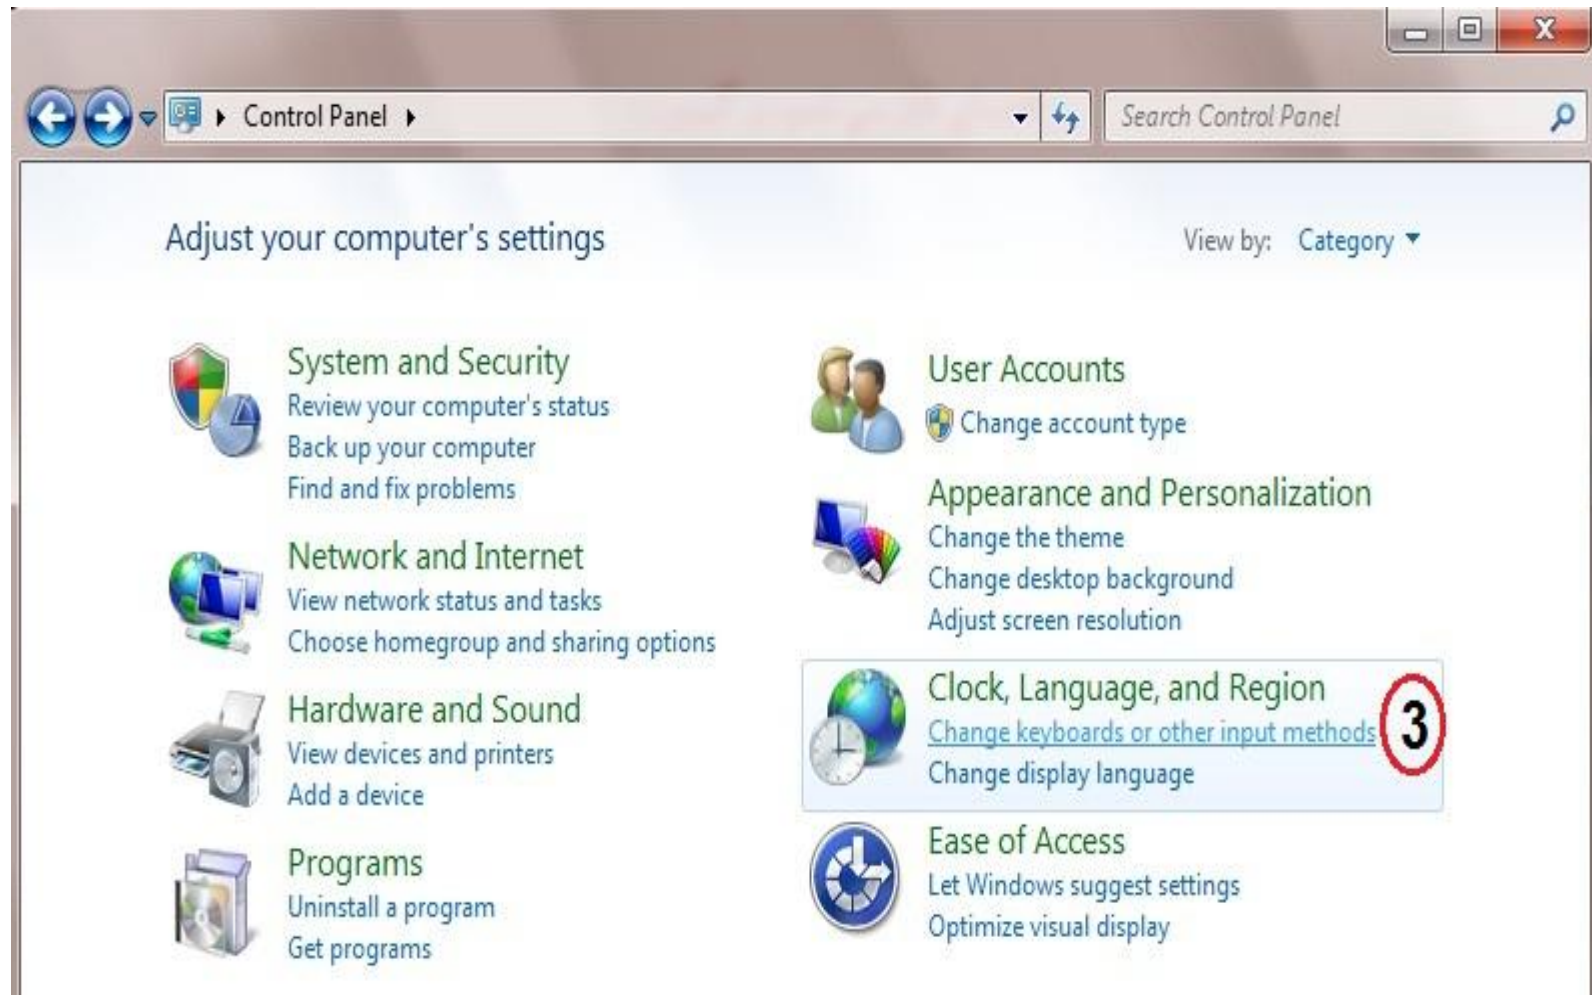 Control Panel
Search Control Panel
Adjust your computer's settings
View by: Category
System and Security
Review your computer's status
Back up your computer
Find and fix problems
Network and Internet
View network status and tasks
Choose homegroup and sharing options
Hardware and Sound
View devices and printers
Add a device
Programs
Uninstall a program
Get programs
User Accounts
Change account type
Appearance and Personalization
Change the theme
Change desktop background
Adjust screen resolution
Clock, Language, and Region
Change keyboards or other input methods
3
Change display language
Ease of Access
Let Windows suggest settings
Optimize visual display